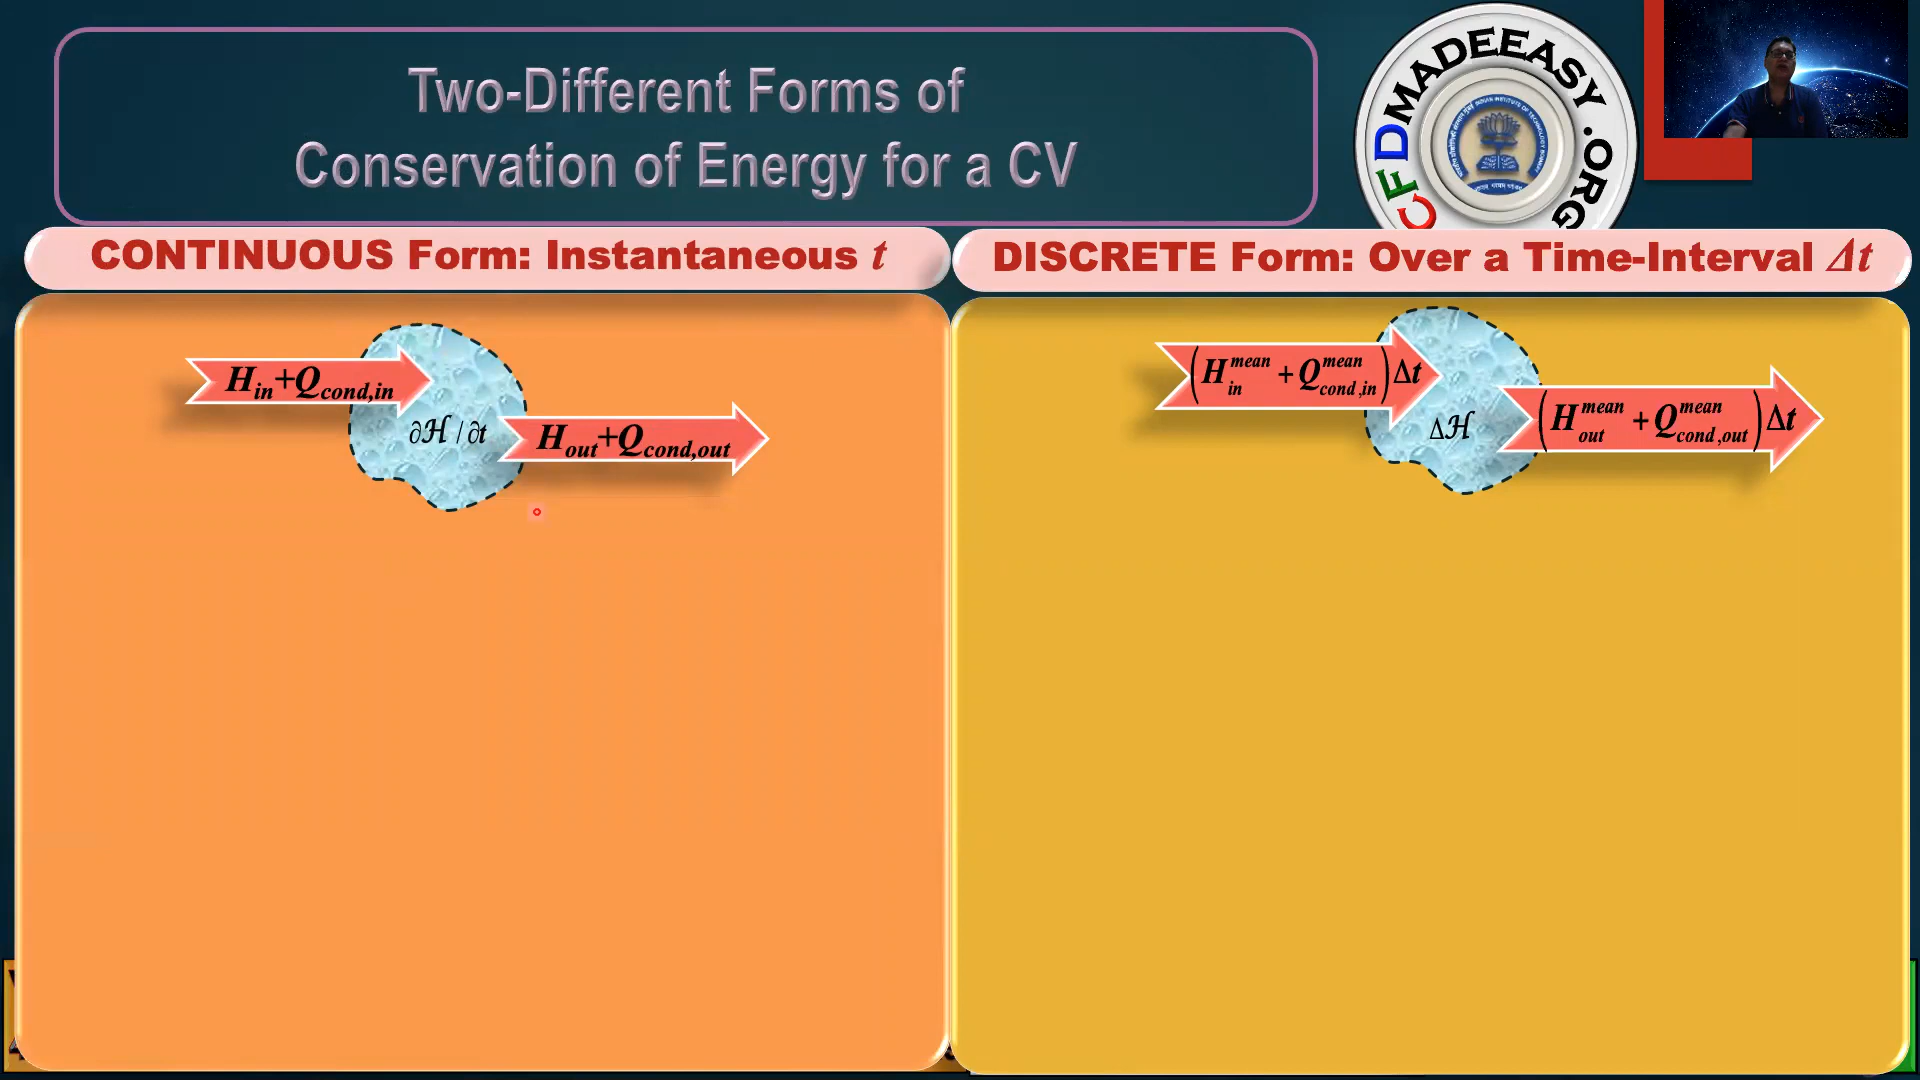 Two-Different Forms of
Conservation of Energy for a CV
CFDMADEEASY.ORG
CONTINUOUS Form: Instantaneous t
DISCRETE Form: Over a Time-Interval Δt
H_in+Q_cond,in
∂ℋ / ∂t
H_out+Q_cond,out
(H_in^mean + Q_cond,in^mean)Δt
Δℋ
(H_out^mean + Q_cond,out^mean)Δt